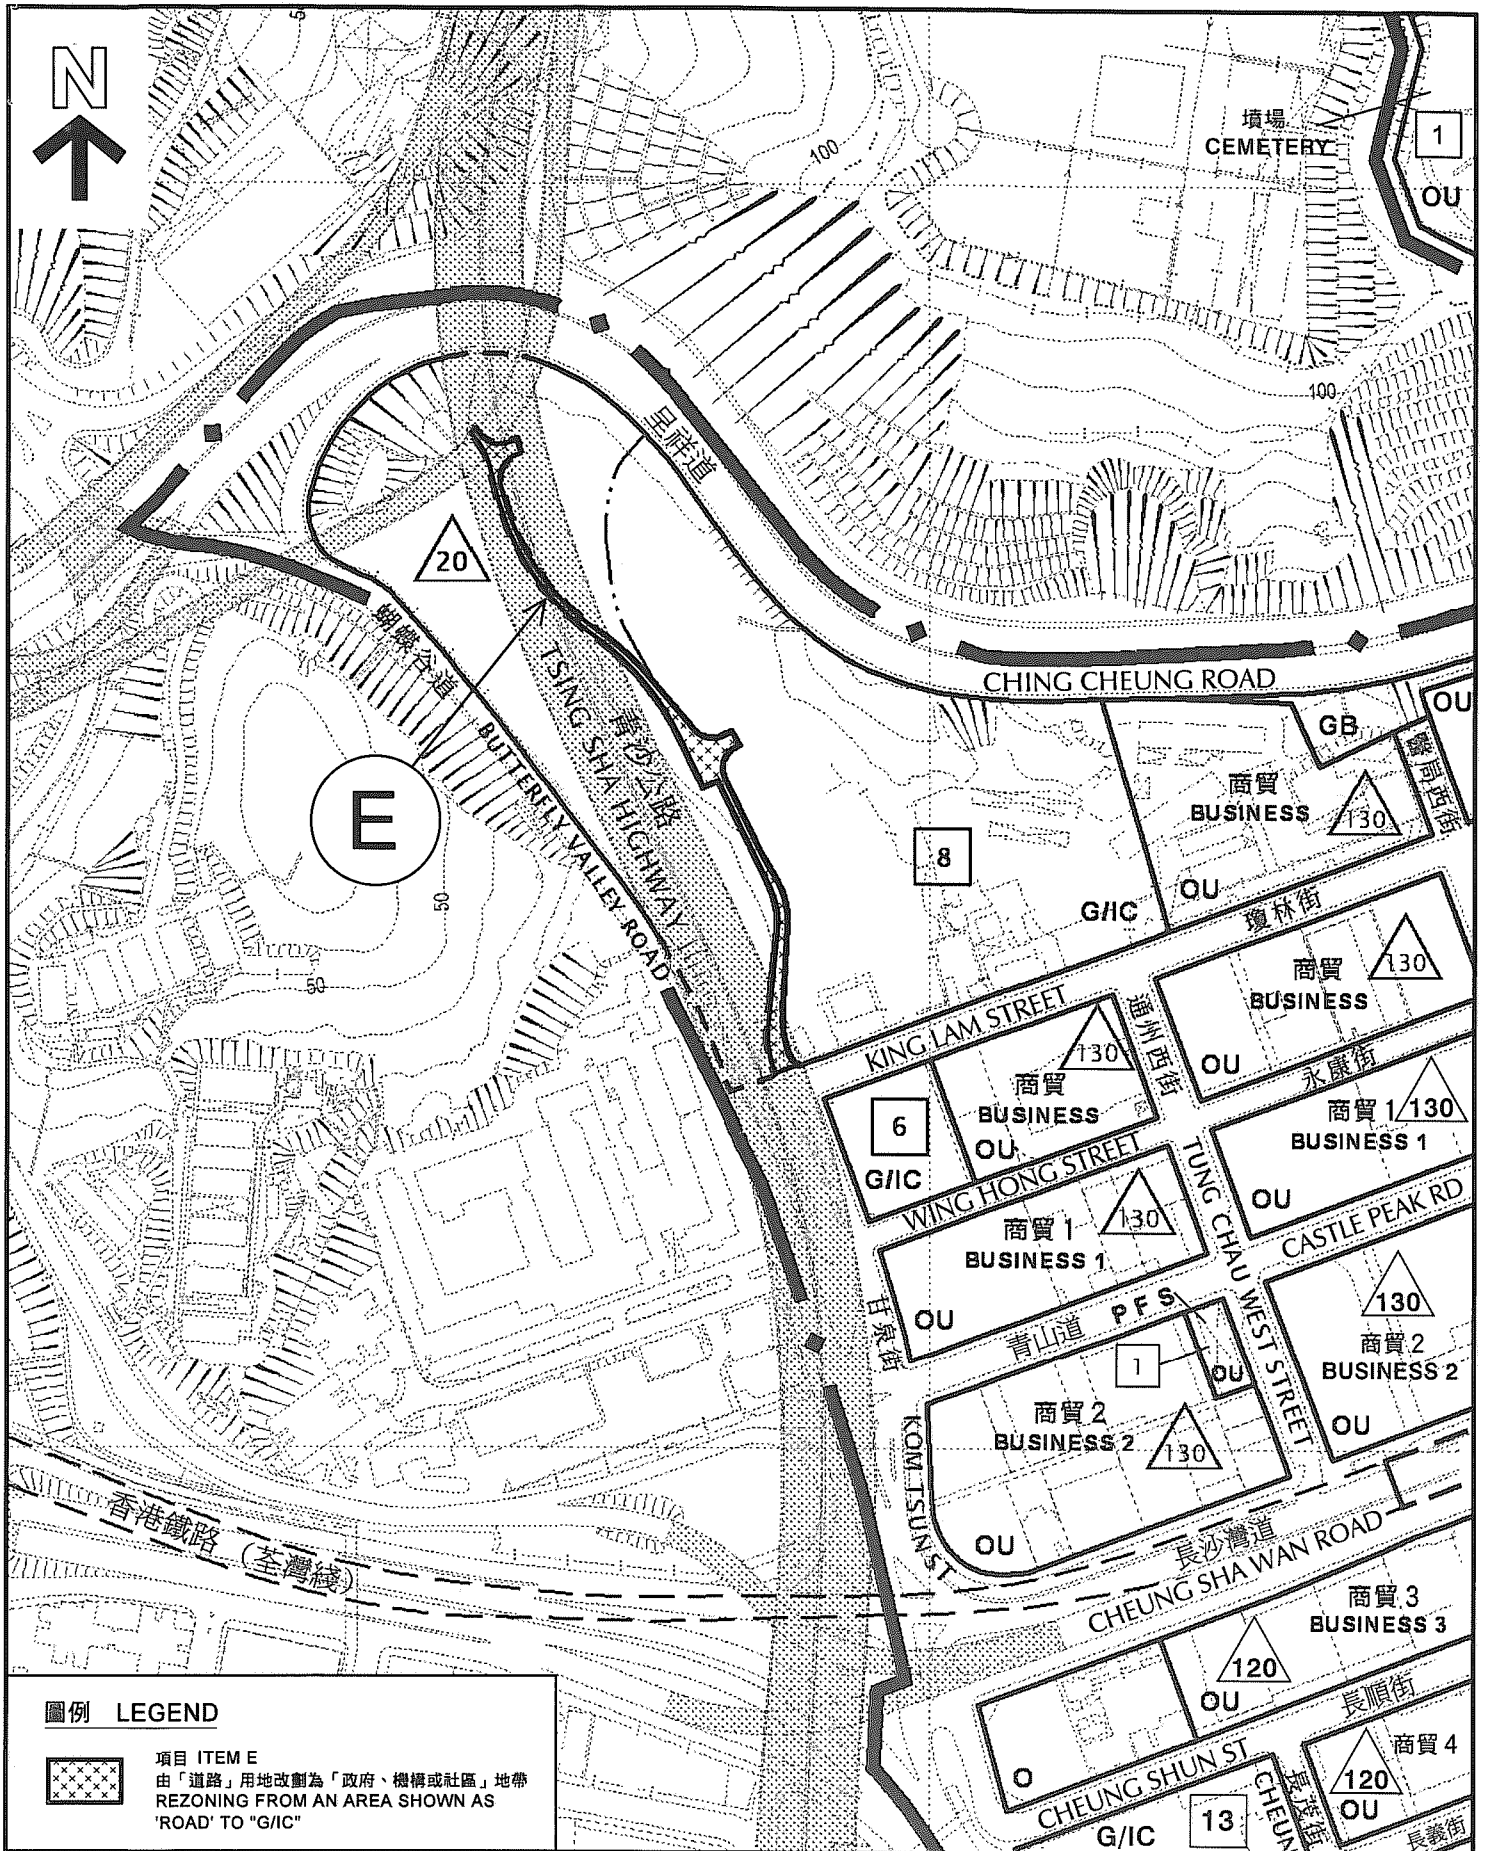 N
墳場
CEMETERY
1
OU
100
100
呈祥道
20
蝴蝶谷道
TSING SHA HIGHWAY
青沙公路
BUTTERFLY VALLEY ROAD
E
CHING CHEUNG ROAD
OU
GB
商貿
BUSINESS
130
8
G/IC
OU
瓊林街
50
50
商貿
BUSINESS
130
OU
KING LAM STREET
通州西街
130
商貿
BUSINESS
OU
6
G/IC
永康街
商貿 1
BUSINESS 1
130
OU
WING HONG STREET
TUNG CHAU WEST STREET
CASTLE PEAK RD
商貿 1
BUSINESS 1
130
OU
甘泉街
青山道
P F S
1
OU
130
商貿 2
BUSINESS 2
OU
商貿 2
BUSINESS 2
130
OU
KOM TSUN ST
香港鐵路（荃灣綫）
長沙灣道
CHEUNG SHA WAN ROAD
商貿 3
BUSINESS 3
120
OU
長順街
O
CHEUNG SHUN ST
商貿 4
120
OU
長茂街
CHEUN
G/IC
13
長義街
圖例 LEGEND
項目 ITEM E
由「道路」用地改劃為「政府、機構或社區」地帶
REZONING FROM AN AREA SHOWN AS
'ROAD' TO "G/IC"